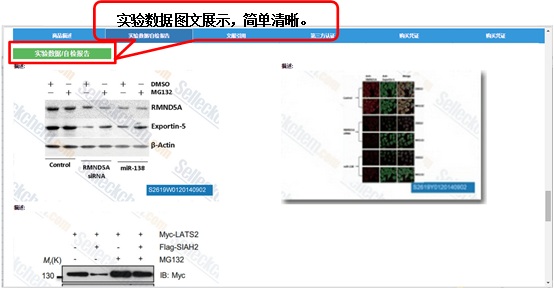 实验数据图文展示，简单清晰。
商品描述 实验数据/自检报告 文献引用 第三方认证 购买凭证 购买凭证
实验数据/自检报告
描述:
+ - + - + - DMSO
- + - + - + MG132
RMND5A
Exportin-5
β-Actin
Control RMND5A siRNA miR-138
S2619W0120140902
描述:
Control
MG132
S2619Y0120140902
描述:
Myc-LATS2
Flag-SIAH2
MG132
Mr(K)
130
IB: Myc
Selleckchem.com